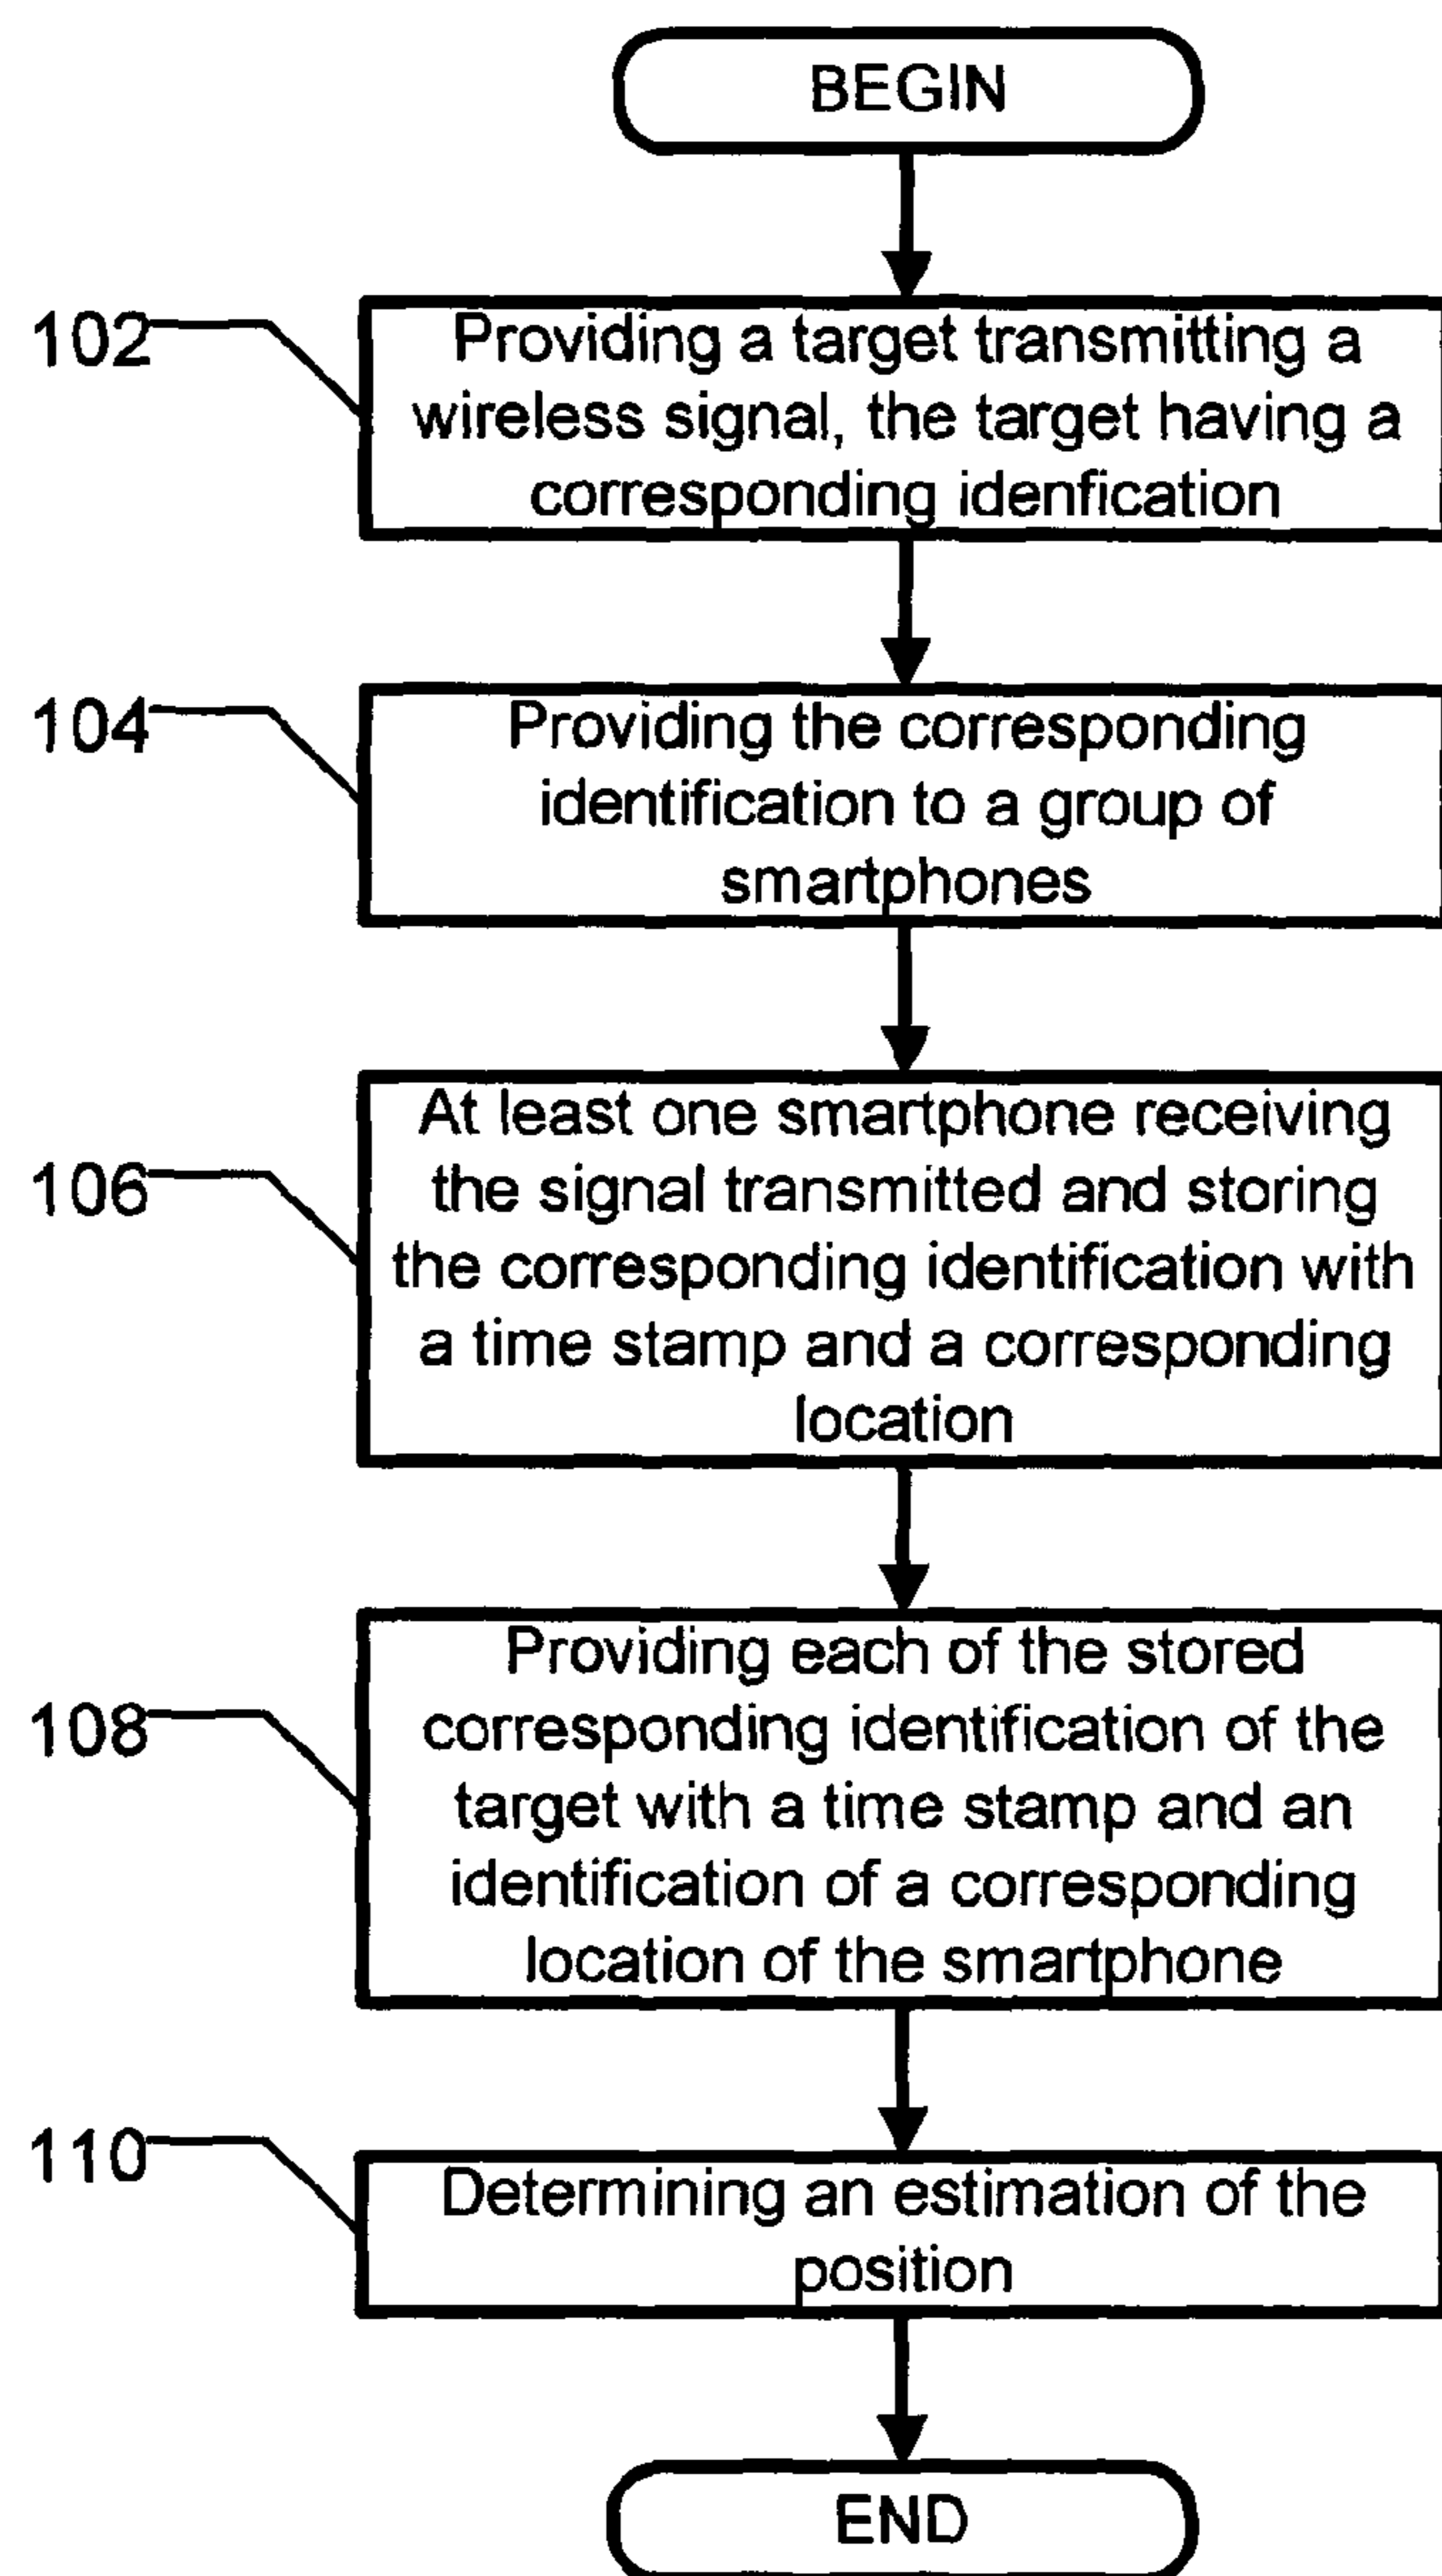 BEGIN
102
Providing a target transmitting a
wireless signal, the target having a
corresponding idenfication
104
Providing the corresponding
identification to a group of
smartphones
106
At least one smartphone receiving
the signal transmitted and storing
the corresponding identification with
a time stamp and a corresponding
location
108
Providing each of the stored
corresponding identification of the
target with a time stamp and an
identification of a corresponding
location of the smartphone
110
Determining an estimation of the
position
END